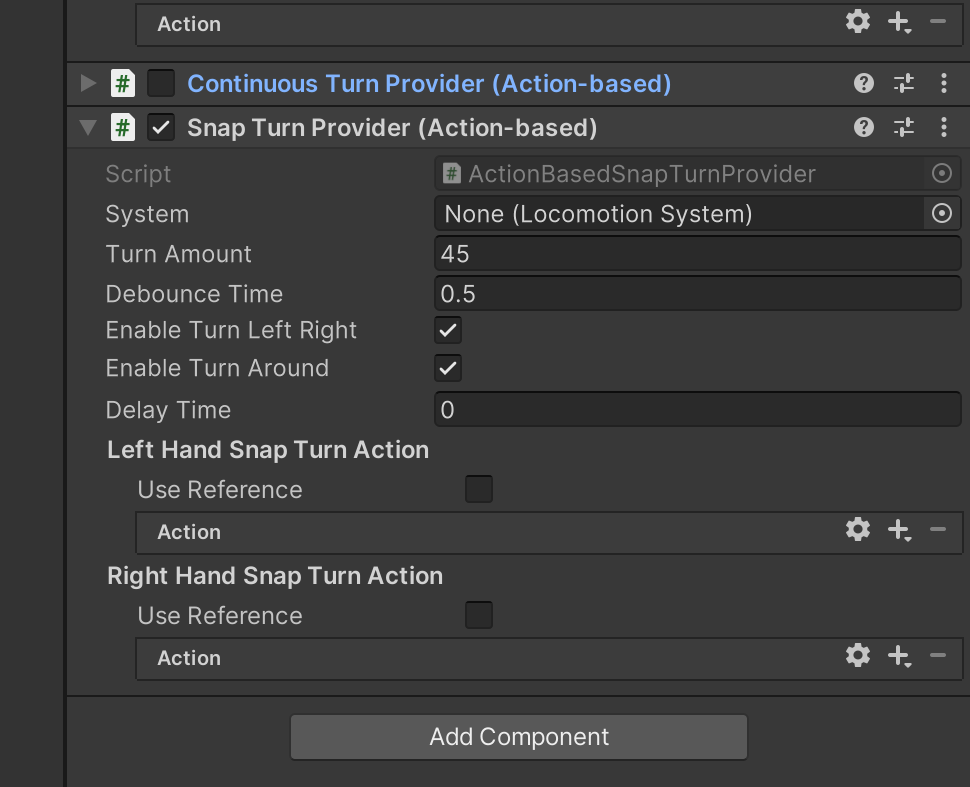 Action
# Continuous Turn Provider (Action-based) ?
# Snap Turn Provider (Action-based) ?
Script # ActionBasedSnapTurnProvider
System None (Locomotion System)
Turn Amount 45
Debounce Time 0.5
Enable Turn Left Right
Enable Turn Around
Delay Time 0
Left Hand Snap Turn Action
Use Reference
Action
Right Hand Snap Turn Action
Use Reference
Action
Add Component